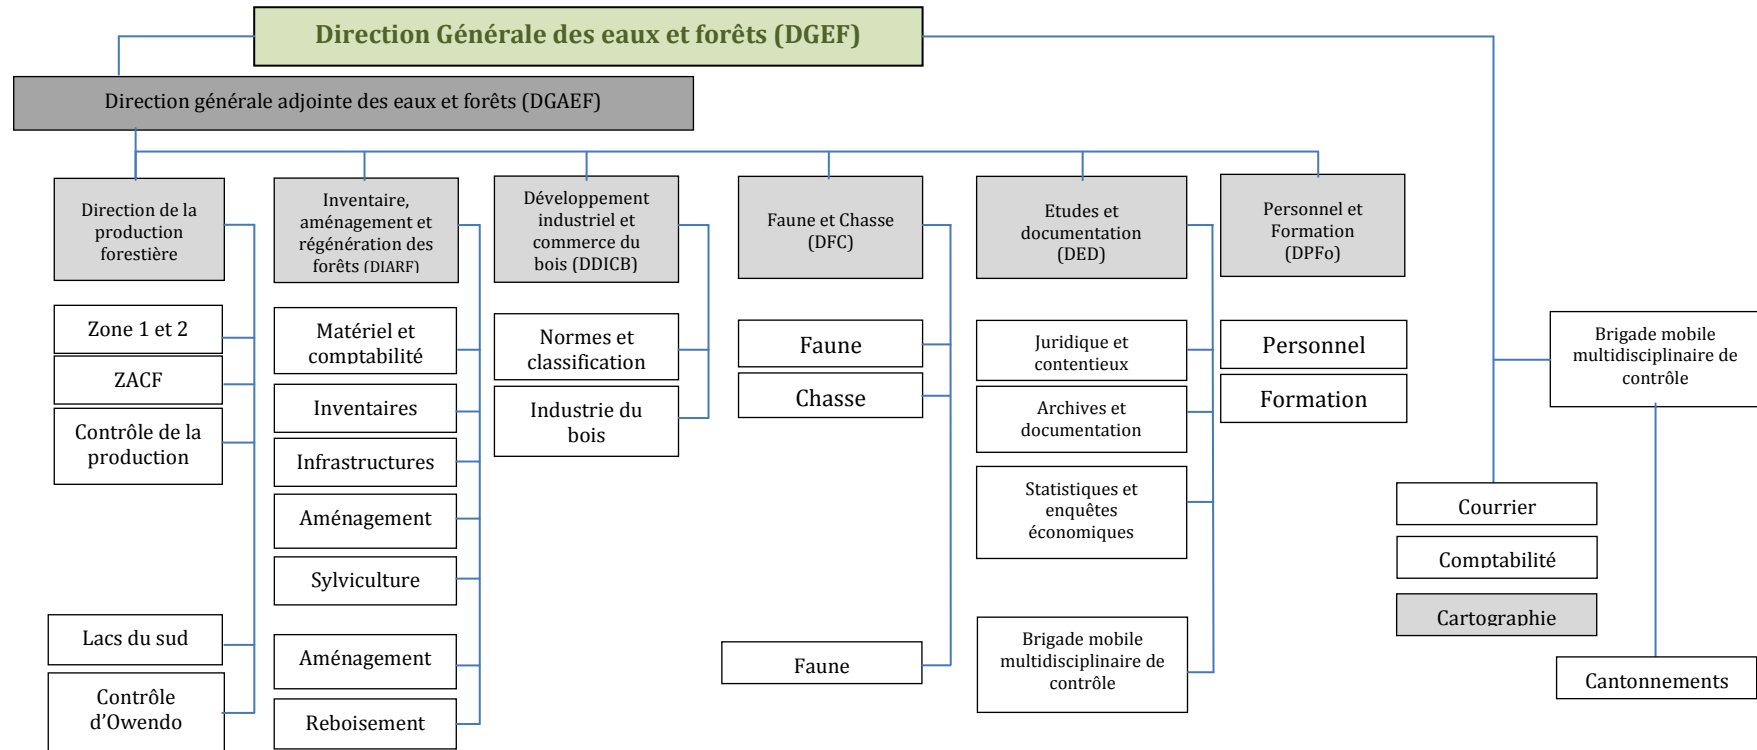 Direction Générale des eaux et forêts (DGEF)
Direction générale adjointe des eaux et forêts (DGAEF)
Direction de la
production
forestière
Zone 1 et 2
ZACF
Contrôle de la
production
Lacs du sud
Contrôle
d'Owendo
Inventaire,
aménagement et
régénération des
forêts (DIARF)
Matériel et
comptabilité
Inventaires
Infrastructures
Aménagement
Sylviculture
Aménagement
Reboisement
Développement
industriel et
commerce du
bois (DDICB)
Normes et
classification
Industrie du
bois
Faune et Chasse
(DFC)
Faune
Chasse
Faune
Etudes et
documentation
(DED)
Juridique et
contentieux
Archives et
documentation
Statistiques et
enquêtes
économiques
Brigade mobile
multidisciplinaire de
contrôle
Personnel et
Formation
(DPFo)
Personnel
Formation
Brigade mobile
multidisciplinaire de
contrôle
Courrier
Comptabilité
Cartographie
Cantonnements